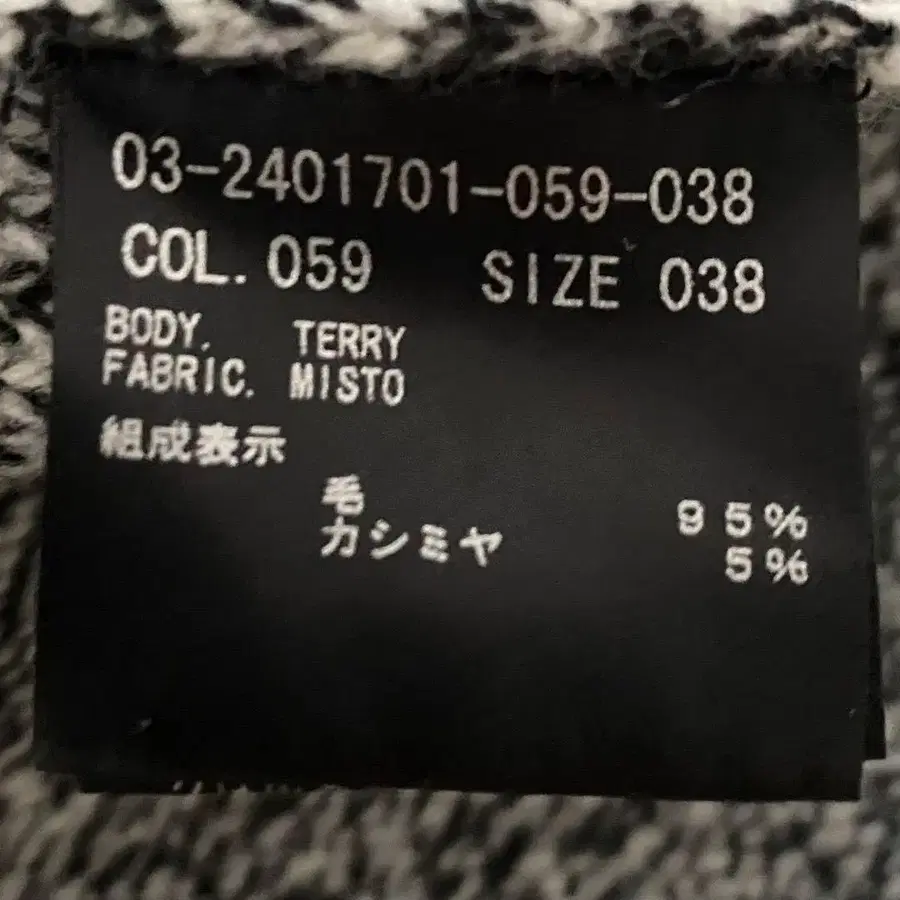 03-2401701-059-038
COL. 059 SIZE 038
BODY. TERRY
FABRIC. MISTO
組成表示
毛 95%
カシミヤ 5%